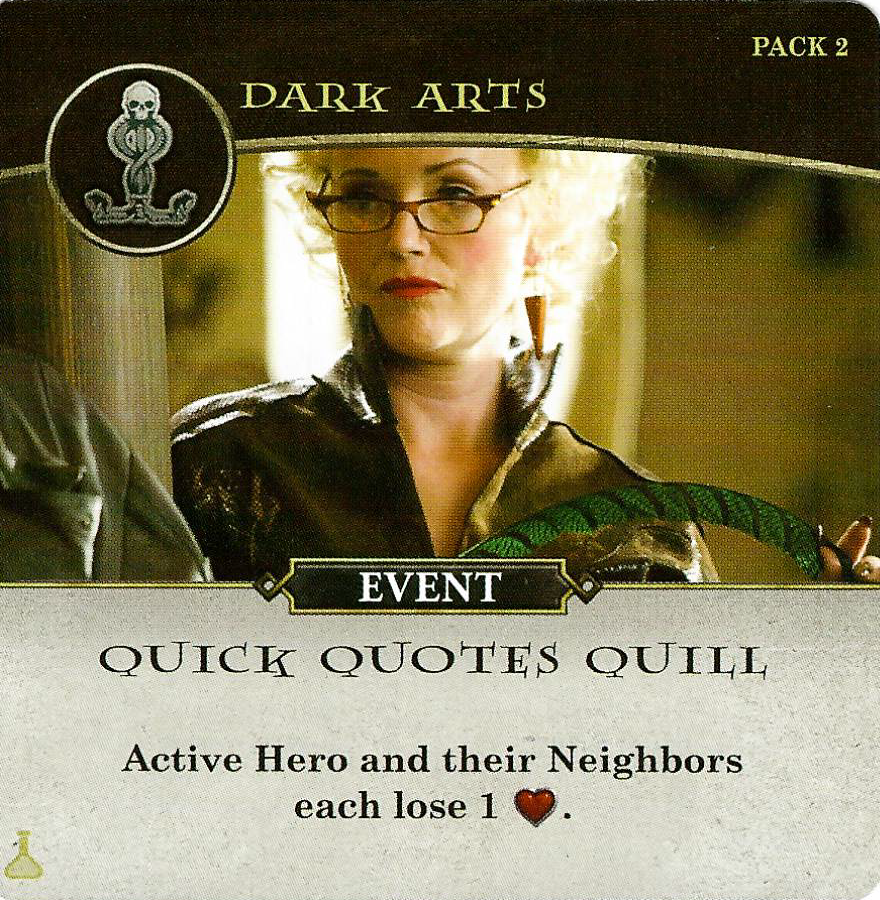 PACK 2
DARK ARTS
EVENT
QUICK QUOTES QUILL
Active Hero and their Neighbors
each lose 1 .